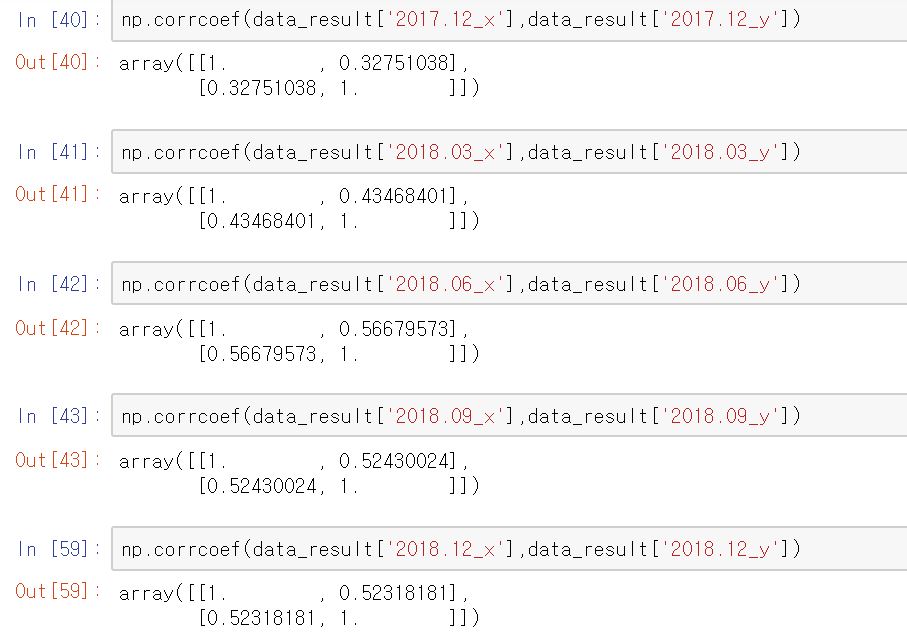 In [40]: np.corrcoef(data_result['2017.12_x'],data_result['2017.12_y'])
Out[40]: array([[1.        , 0.32751038],
       [0.32751038, 1.        ]])
In [41]: np.corrcoef(data_result['2018.03_x'],data_result['2018.03_y'])
Out[41]: array([[1.        , 0.43468401],
       [0.43468401, 1.        ]])
In [42]: np.corrcoef(data_result['2018.06_x'],data_result['2018.06_y'])
Out[42]: array([[1.        , 0.56679573],
       [0.56679573, 1.        ]])
In [43]: np.corrcoef(data_result['2018.09_x'],data_result['2018.09_y'])
Out[43]: array([[1.        , 0.52430024],
       [0.52430024, 1.        ]])
In [59]: np.corrcoef(data_result['2018.12_x'],data_result['2018.12_y'])
Out[59]: array([[1.        , 0.52318181],
       [0.52318181, 1.        ]])